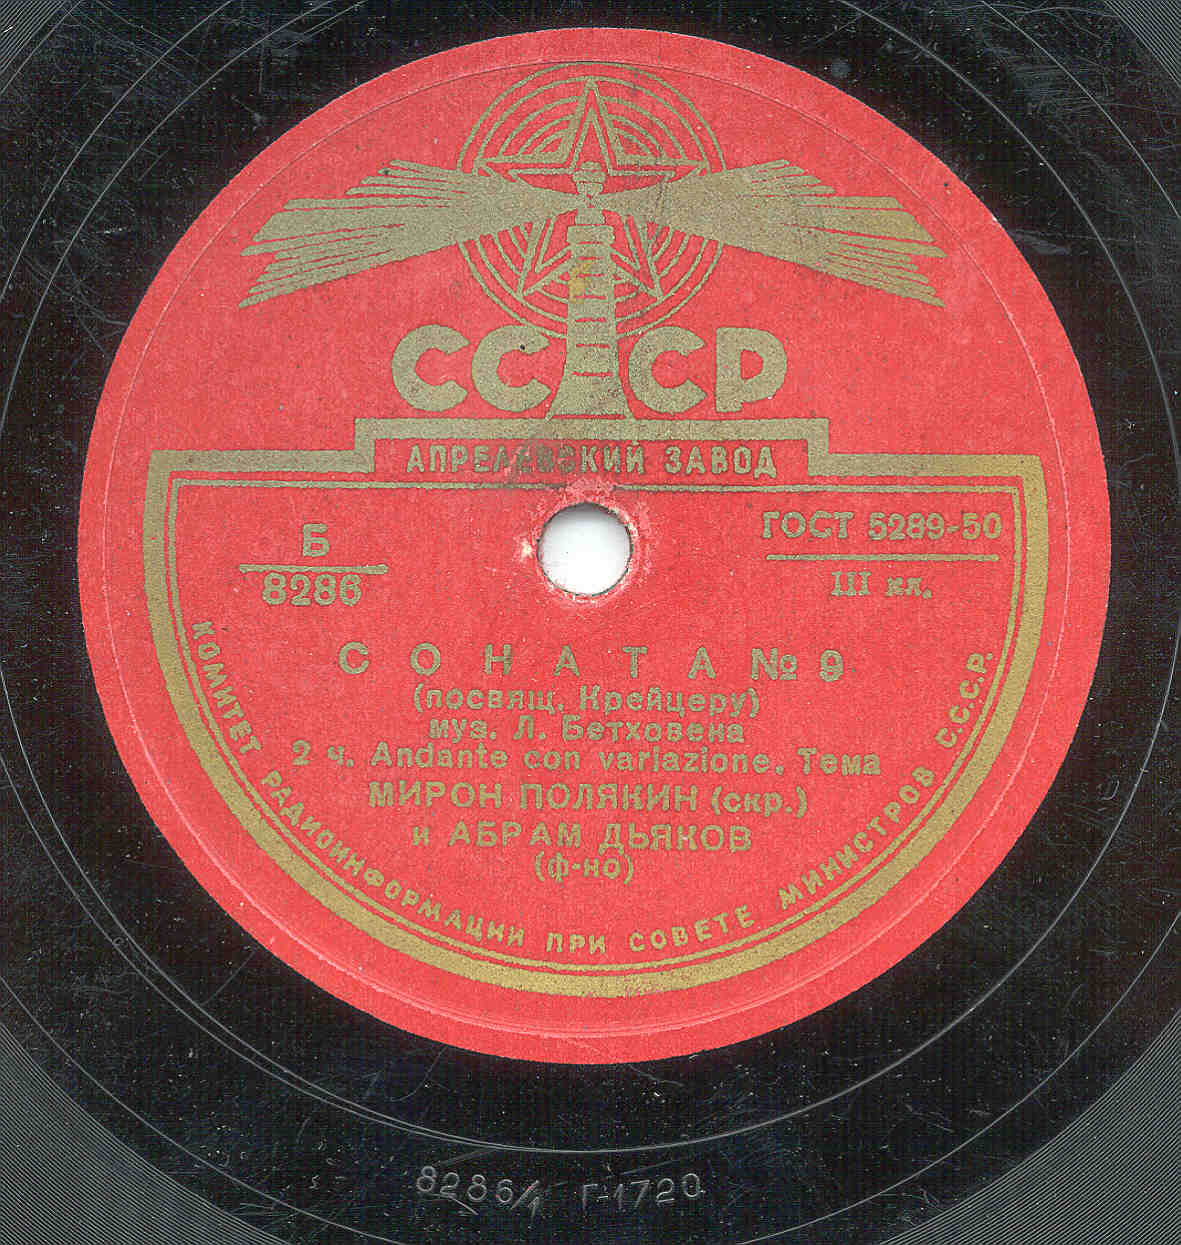 СССР
АПРЕЛЕВСКИЙ ЗАВОД
Б
8286
ГОСТ 5289-50
III кл.
СОНАТА № 9
(посвящ. Крейцеру)
муз. Л. Бетховена
2 ч. Andante con variazione. Тема
МИРОН ПОЛЯКИН (скр.)
и АБРАМ ДЬЯКОВ
(ф-но)
КОМИТЕТ РАДИОИНФОРМАЦИИ ПРИ СОВЕТЕ МИНИСТРОВ С.С.С.Р.
8286/1 Г-1720